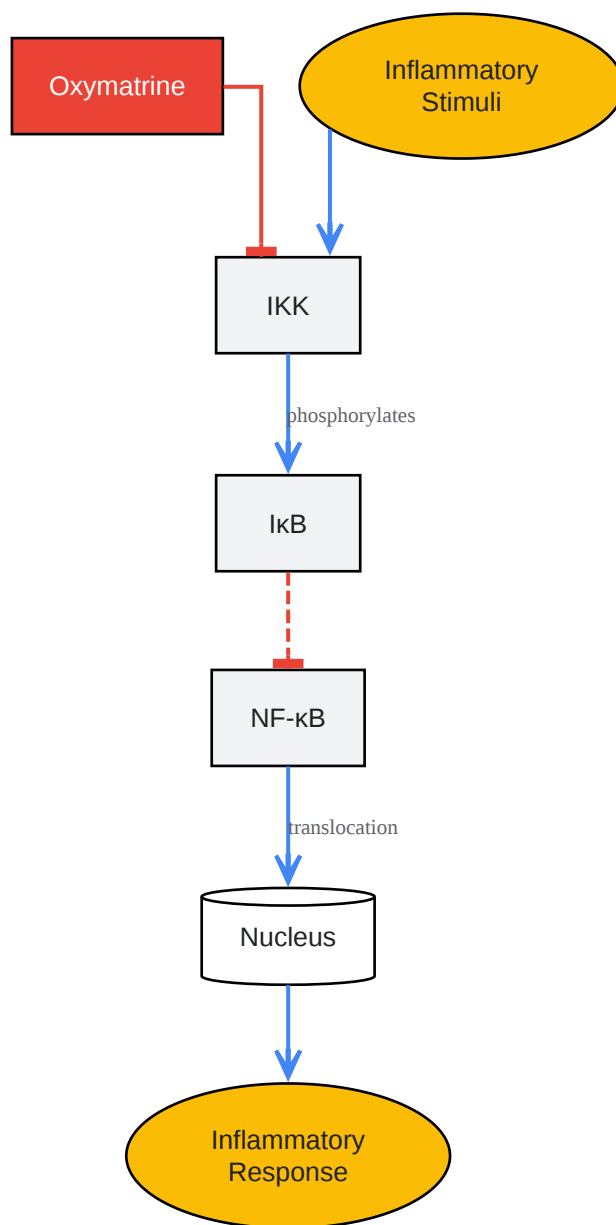 Oxymatrine
Inflammatory
Stimuli
IKK
phosphorylates
IκB
NF-κB
translocation
Nucleus
Inflammatory
Response